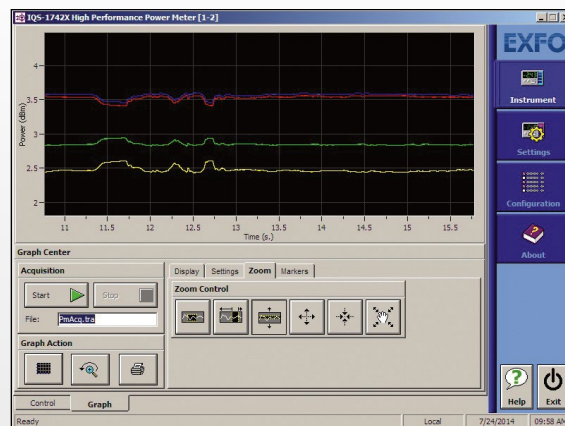 IQS-1742X High Performance Power Meter [1-2]
EXFO
4
3.5
3
2.5
2
Power (dBm)
11
11.5
12
12.5
13
13.5
14
14.5
15
15.5
Time (s.)
Instrument
Settings
Configuration
About
Graph Center
Acquisition
Start
Stop
File:
PmAcq.tra
Graph Action
Display
Settings
Zoom
Markers
Zoom Control
Control
Graph
Help
Exit
Ready
Local
7/24/2014
09:58 AM